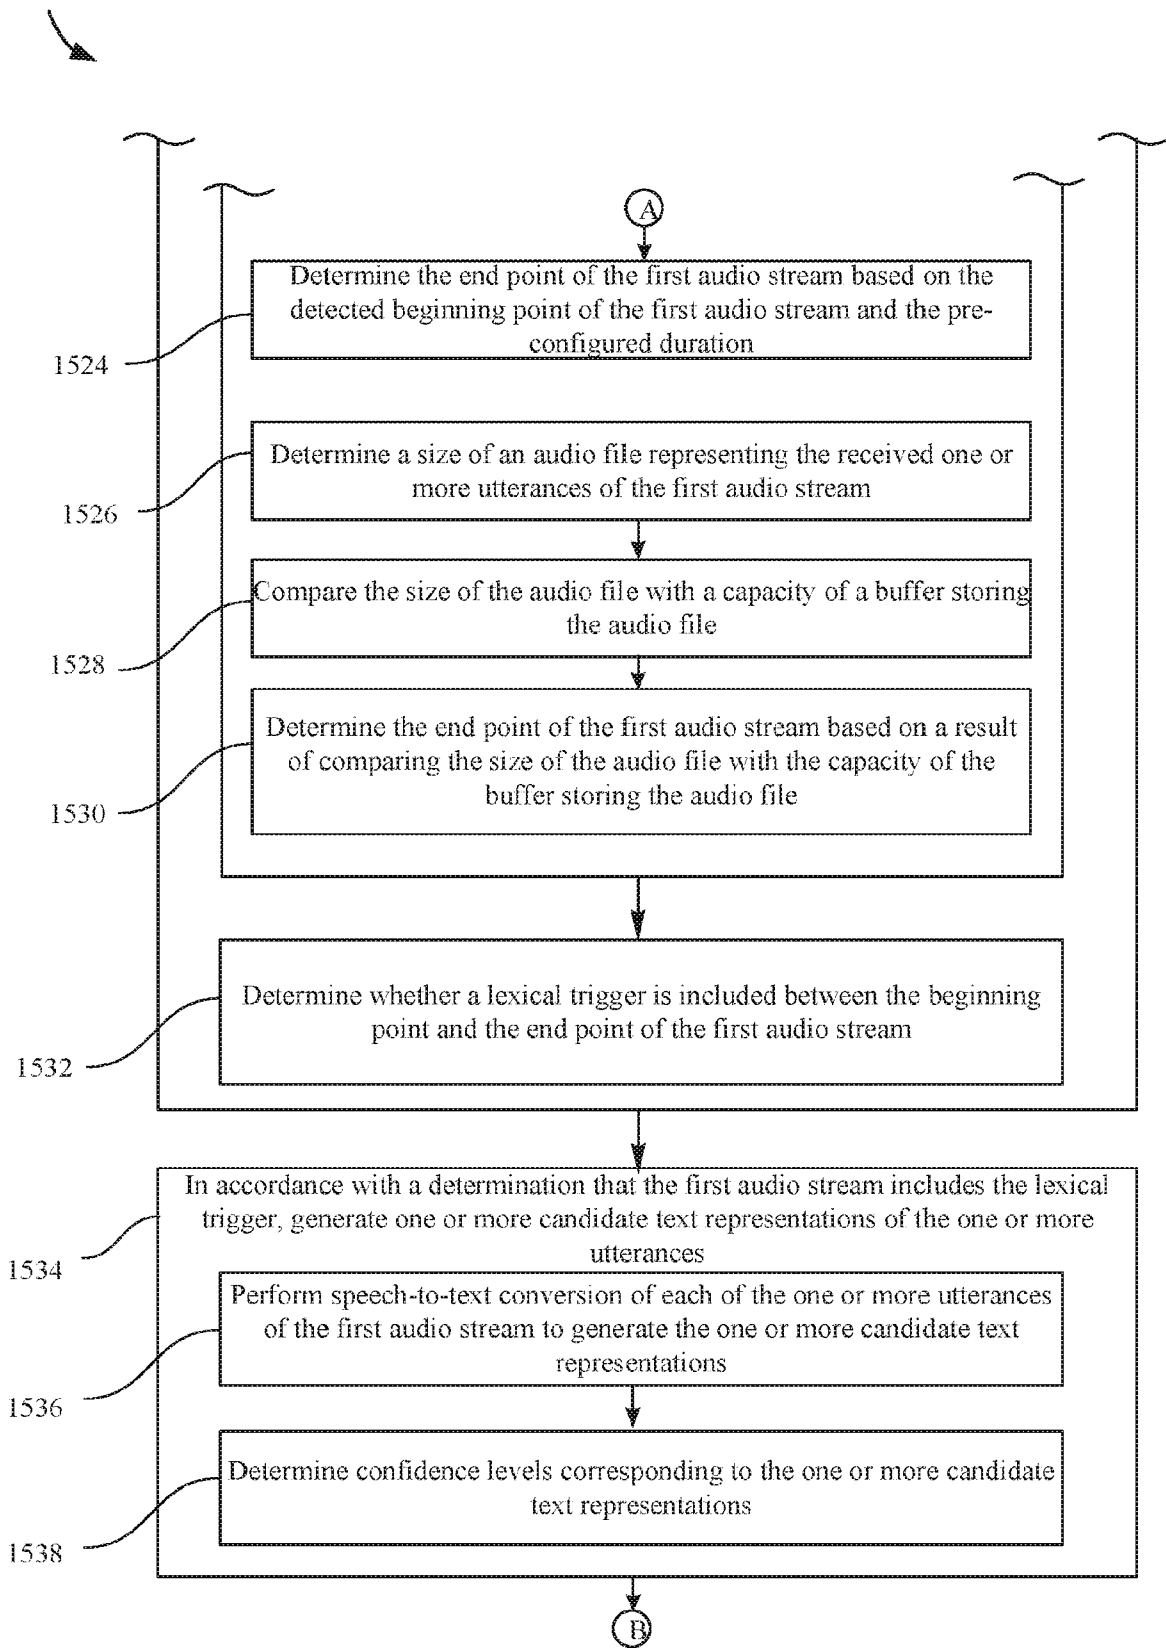 A
Determine the end point of the first audio stream based on the
detected beginning point of the first audio stream and the pre-
configured duration
1524
Determine a size of an audio file representing the received one or
more utterances of the first audio stream
1526
Compare the size of the audio file with a capacity of a buffer storing
the audio file
1528
Determine the end point of the first audio stream based on a result
of comparing the size of the audio file with the capacity of the
buffer storing the audio file
1530
Determine whether a lexical trigger is included between the beginning
point and the end point of the first audio stream
1532
In accordance with a determination that the first audio stream includes the lexical
trigger, generate one or more candidate text representations of the one or more
utterances
1534
Perform speech-to-text conversion of each of the one or more utterances
of the first audio stream to generate the one or more candidate text
representations
1536
Determine confidence levels corresponding to the one or more candidate
text representations
1538
B